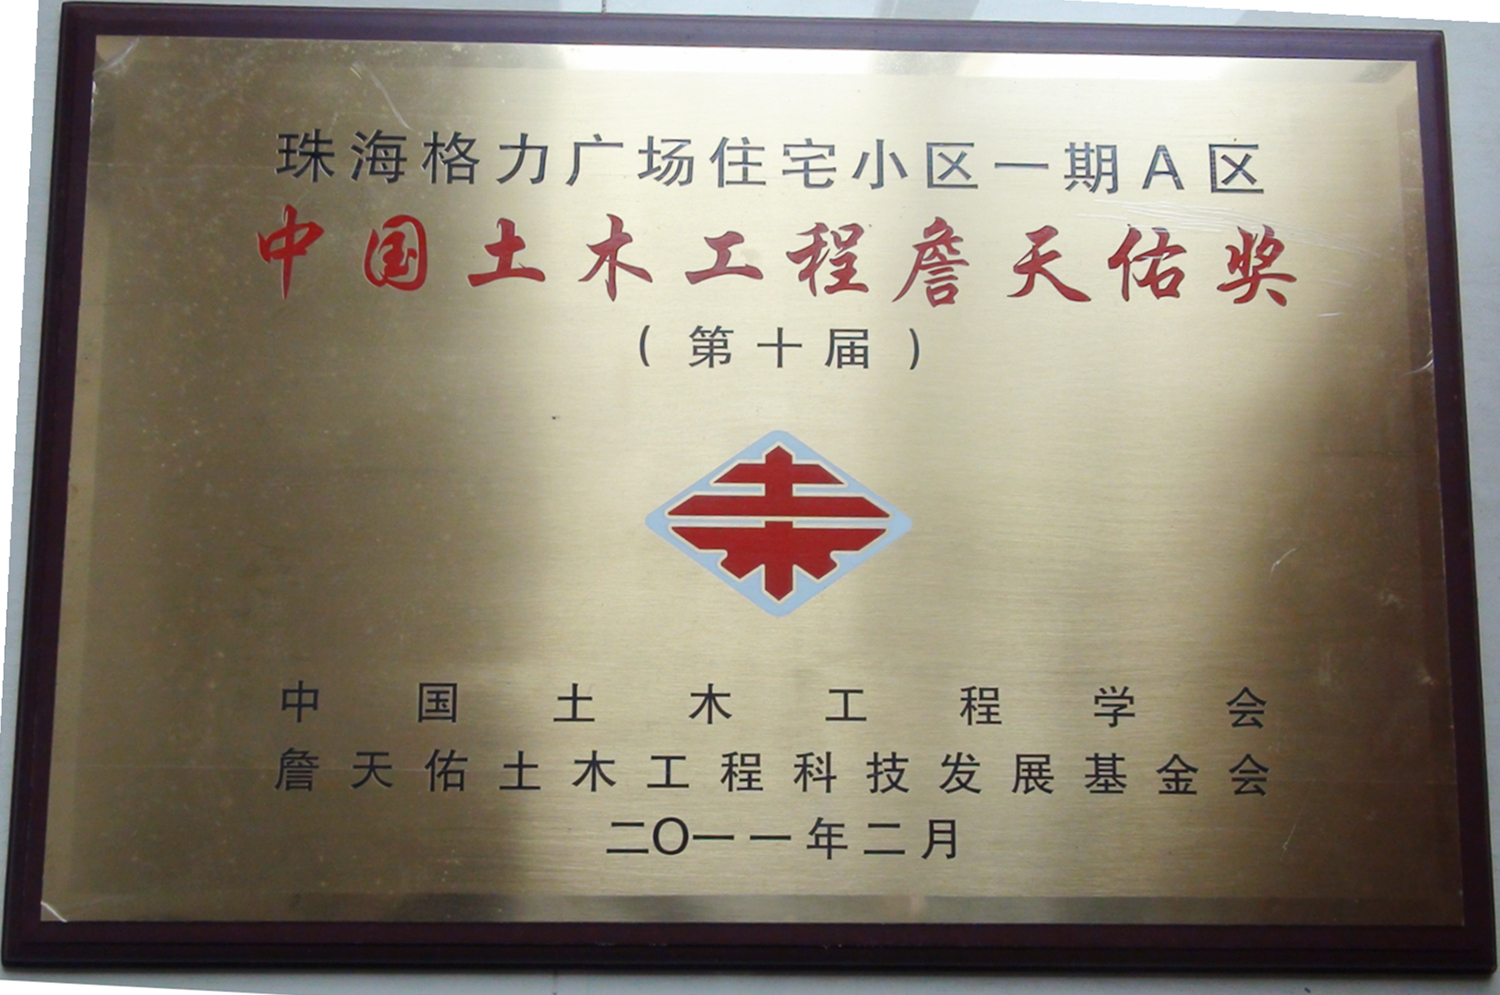 珠海格力广场住宅小区一期A区
中国土木工程詹天佑奖
(第十届)
中国土木工程学会
詹天佑土木工程科技发展基金会
二〇一一年二月